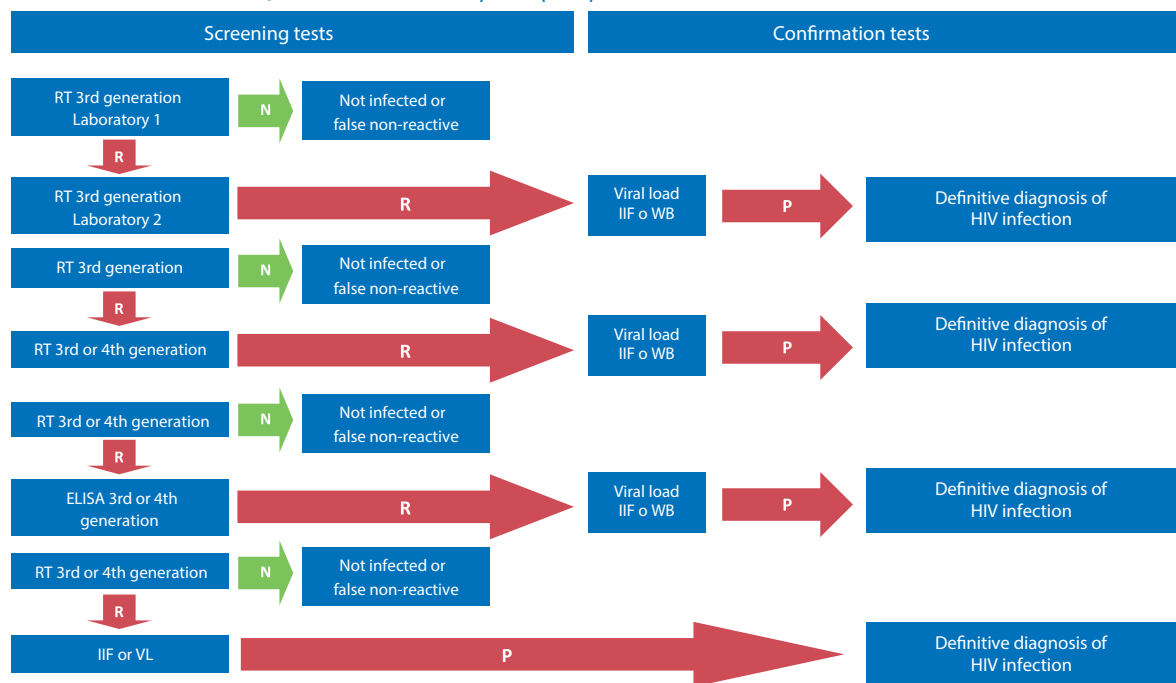 Screening tests
Confirmation tests
RT 3rd generation
Laboratory 1
N
Not infected or
false non-reactive
R
RT 3rd generation
Laboratory 2
R
Viral load
IIF o WB
P
Definitive diagnosis of
HIV infection
RT 3rd generation
N
Not infected or
false non-reactive
R
RT 3rd or 4th generation
R
Viral load
IIF o WB
P
Definitive diagnosis of
HIV infection
RT 3rd or 4th generation
N
Not infected or
false non-reactive
R
ELISA 3rd or 4th
generation
R
Viral load
IIF o WB
P
Definitive diagnosis of
HIV infection
RT 3rd or 4th generation
N
Not infected or
false non-reactive
R
IIF or VL
P
Definitive diagnosis of
HIV infection